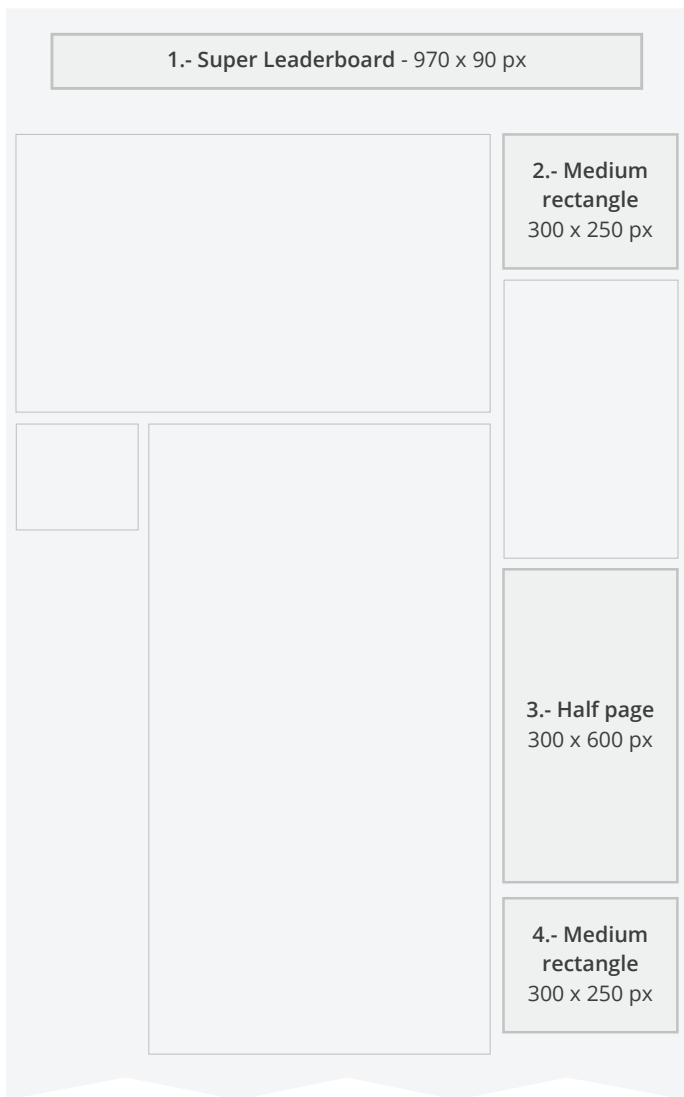 1.- Super Leaderboard - 970 x 90 px
2.- Medium
rectangle
300 x 250 px
3.- Half page
300 x 600 px
4.- Medium
rectangle
300 x 250 px